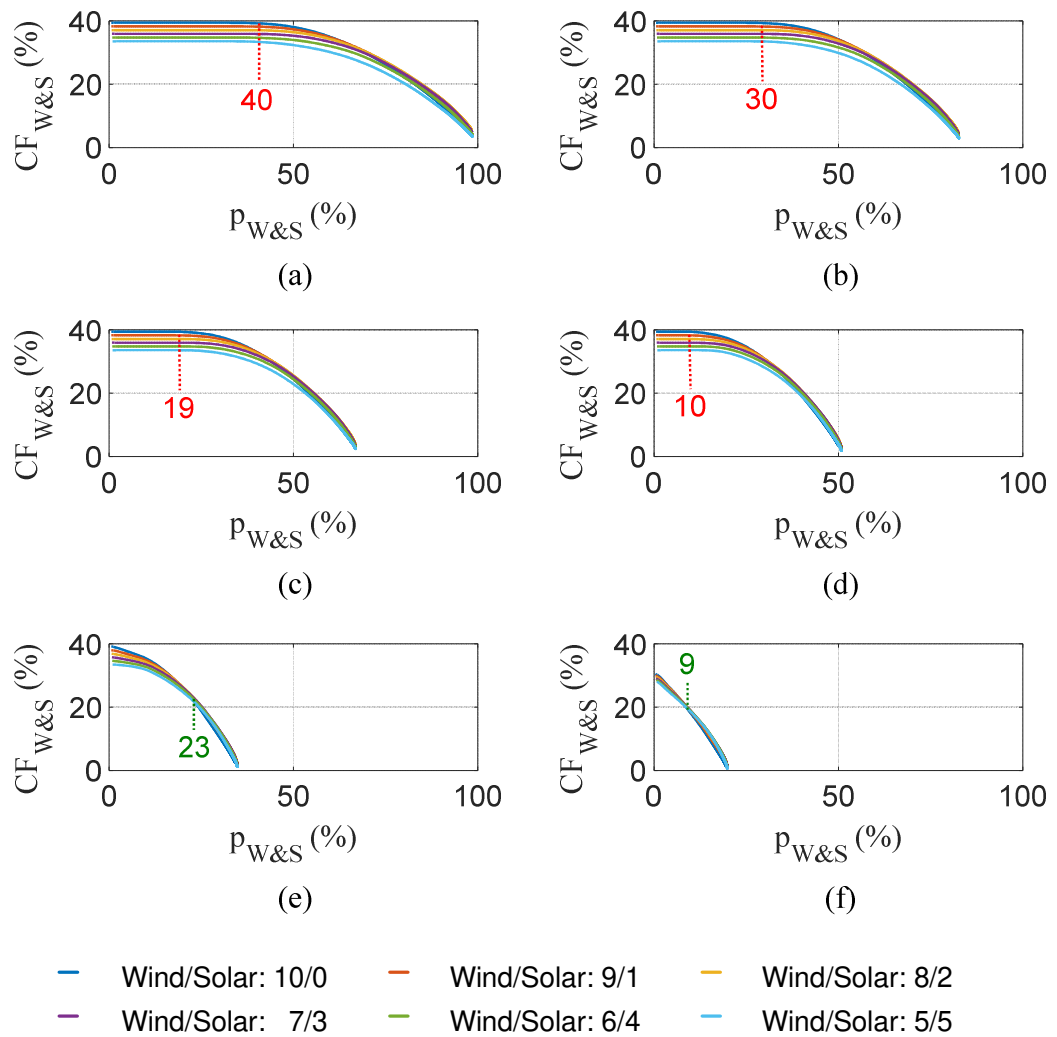 40
20
0
CF W&S (%)
40
0 50 100
p W&S (%)
(a)
40
20
0
CF W&S (%)
30
0 50 100
p W&S (%)
(b)
40
20
0
CF W&S (%)
19
0 50 100
p W&S (%)
(c)
40
20
0
CF W&S (%)
10
0 50 100
p W&S (%)
(d)
40
20
0
CF W&S (%)
23
0 50 100
p W&S (%)
(e)
40
20
0
CF W&S (%)
9
0 50 100
p W&S (%)
(f)
Wind/Solar: 10/0 Wind/Solar: 9/1 Wind/Solar: 8/2
Wind/Solar: 7/3 Wind/Solar: 6/4 Wind/Solar: 5/5